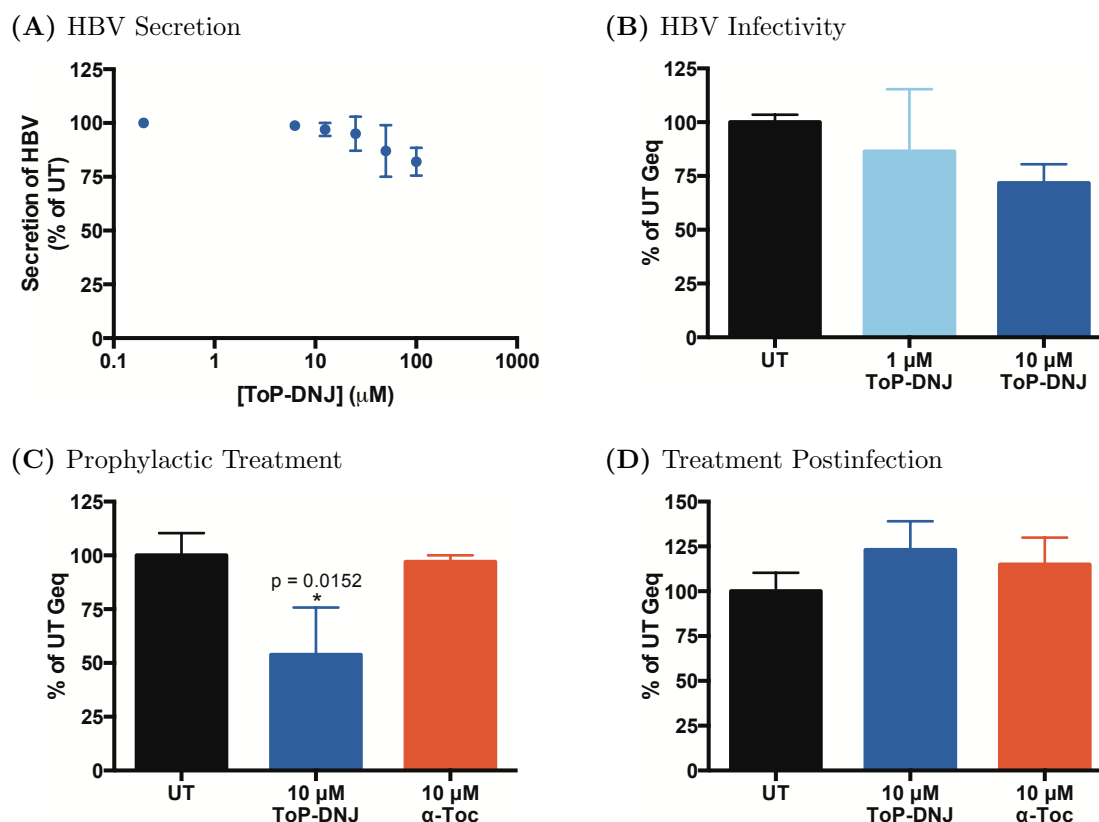 (A) HBV Secretion
125
100
75
50
25
0
Secretion of HBV
(% of UT)
0.1 1 10 100 1000
[ToP-DNJ] (μM)
(B) HBV Infectivity
125
100
75
50
25
0
% of UT Geq
UT 1 μM 10 μM
ToP-DNJ ToP-DNJ
(C) Prophylactic Treatment
125
100
75
50
25
0
% of UT Geq
p = 0.0152
*
UT 10 μM 10 μM
ToP-DNJ α-Toc
(D) Treatment Postinfection
150
125
100
75
50
25
0
% of UT Geq
UT 10 μM 10 μM
ToP-DNJ α-Toc